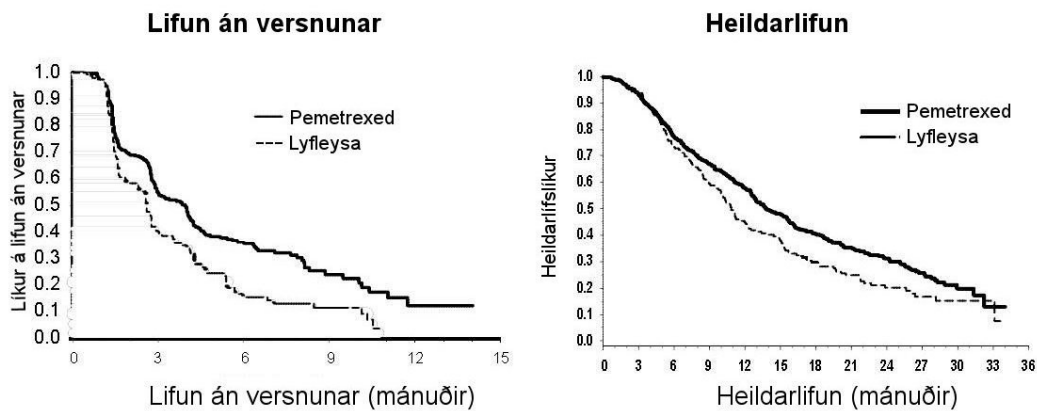 Lifun án versnunar
Líkur á lifun án versnunar
1.0
0.9
0.8
0.7
0.6
0.5
0.4
0.3
0.2
0.1
0.0
Pemetrexed
Lyfleysa
0 3 6 9 12 15
Lifun án versnunar (mánuðir)
Heildarlifun
Heildarlífslíkur
1.0
0.9
0.8
0.7
0.6
0.5
0.4
0.3
0.2
0.1
0.0
Pemetrexed
Lyfleysa
0 3 6 9 12 15 18 21 24 27 30 33 36
Heildarlifun (mánuðir)